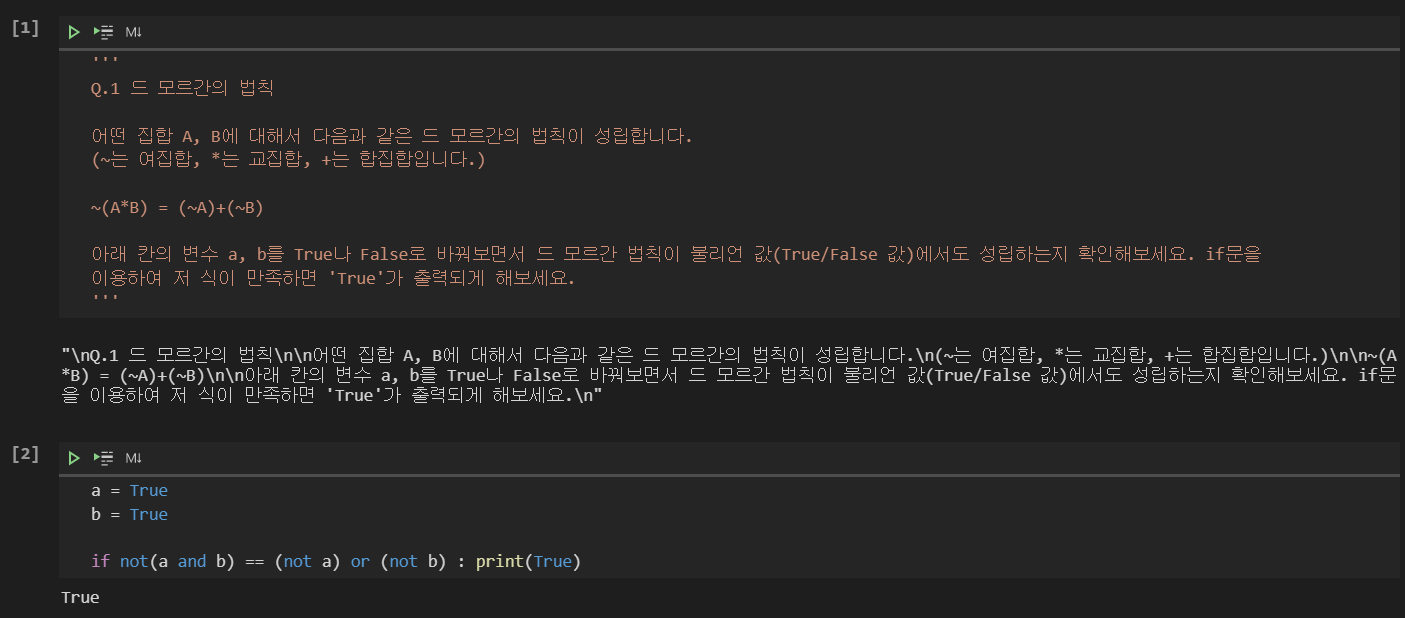 [1]
M↓
'''
Q.1 드 모르간의 법칙
어떤 집합 A, B에 대해서 다음과 같은 드 모르간의 법칙이 성립합니다.
(~는 여집합, *는 교집합, +는 합집합입니다.)
~(A*B) = (~A)+(~B)
아래 칸의 변수 a, b를 True나 False로 바꿔보면서 드 모르간 법칙이 불리언 값(True/False 값)에서도 성립하는지 확인해보세요. if문을
이용하여 저 식이 만족하면 'True'가 출력되게 해보세요.
'''
"\nQ.1 드 모르간의 법칙\n\n어떤 집합 A, B에 대해서 다음과 같은 드 모르간의 법칙이 성립합니다.\n(~는 여집합, *는 교집합, +는 합집합입니다.)\n\n~(A
*B) = (~A)+(~B)\n\n아래 칸의 변수 a, b를 True나 False로 바꿔보면서 드 모르간 법칙이 불리언 값(True/False 값)에서도 성립하는지 확인해보세요. if문
을 이용하여 저 식이 만족하면 'True'가 출력되게 해보세요.\n"
[2]
M↓
a = True
b = True
if not(a and b) == (not a) or (not b) : print(True)
True